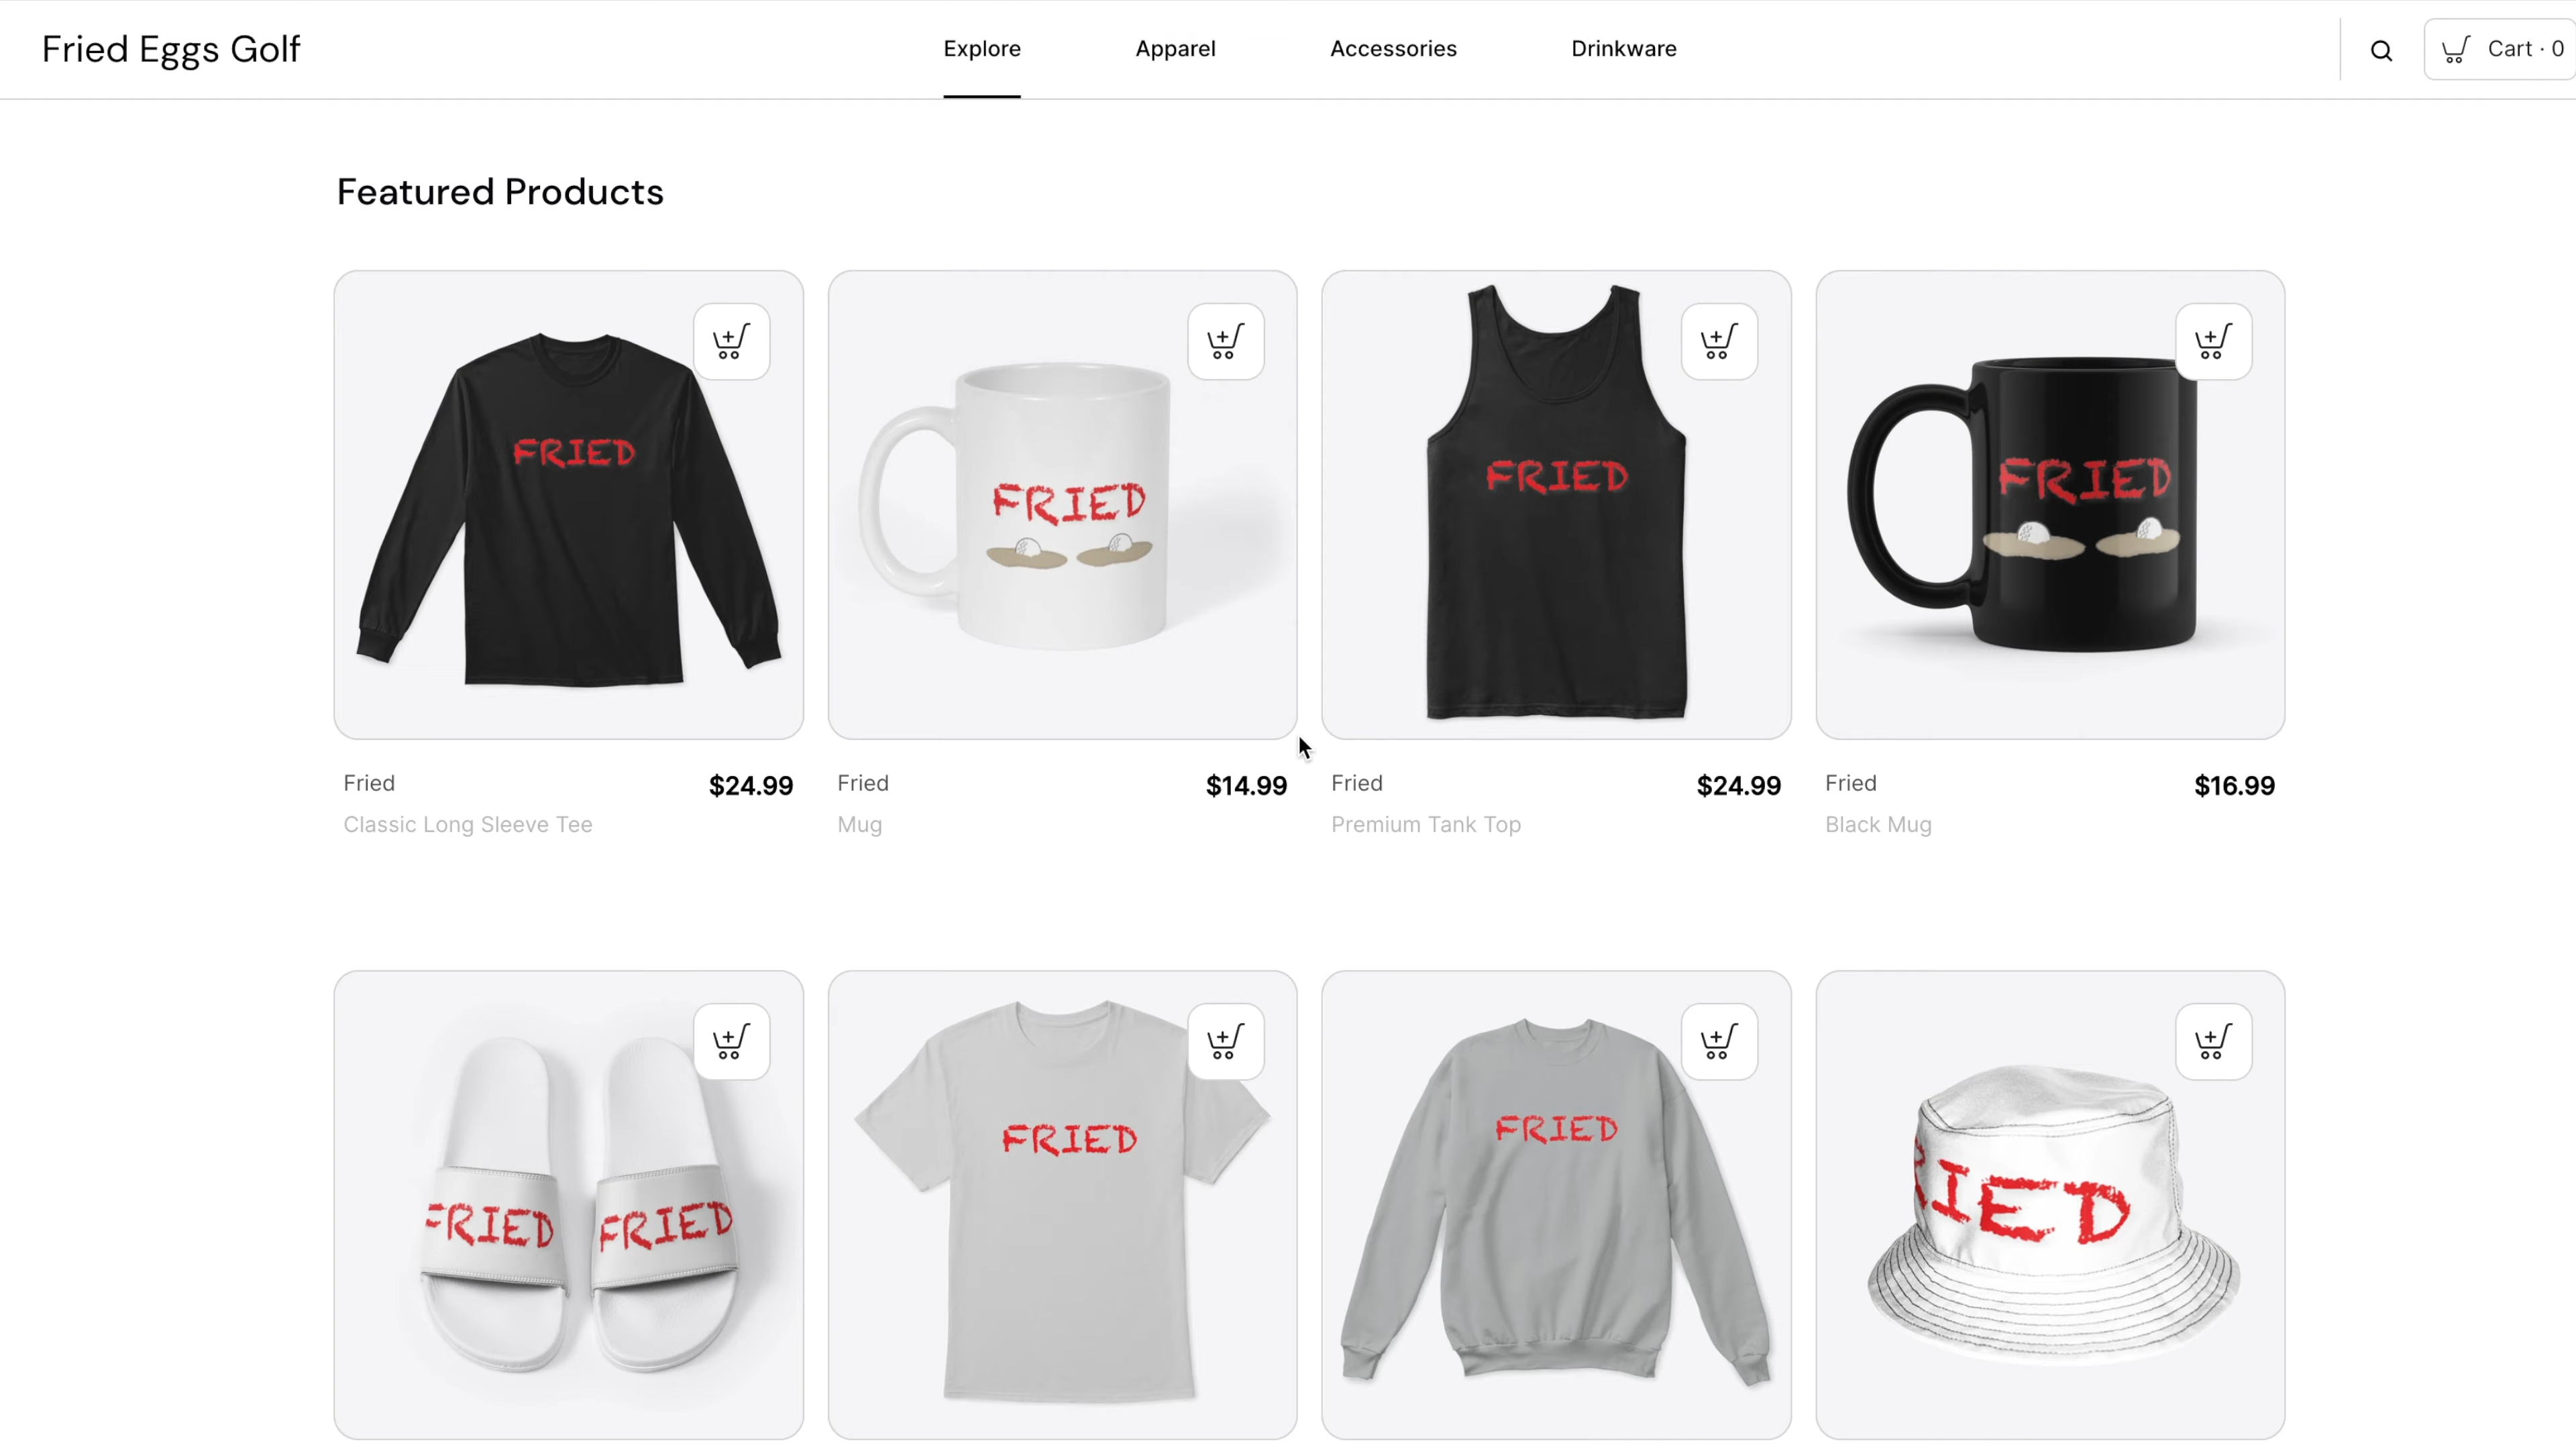 Fried Eggs Golf
Explore
Apparel
Accessories
Drinkware
Cart · 0
Featured Products
FRIED
FRIED
FRIED
FRIED
Fried $24.99
Classic Long Sleeve Tee
Fried $14.99
Mug
Fried $24.99
Premium Tank Top
Fried $16.99
Black Mug
FRIED
FRIED
FRIED
FRIED
RIED